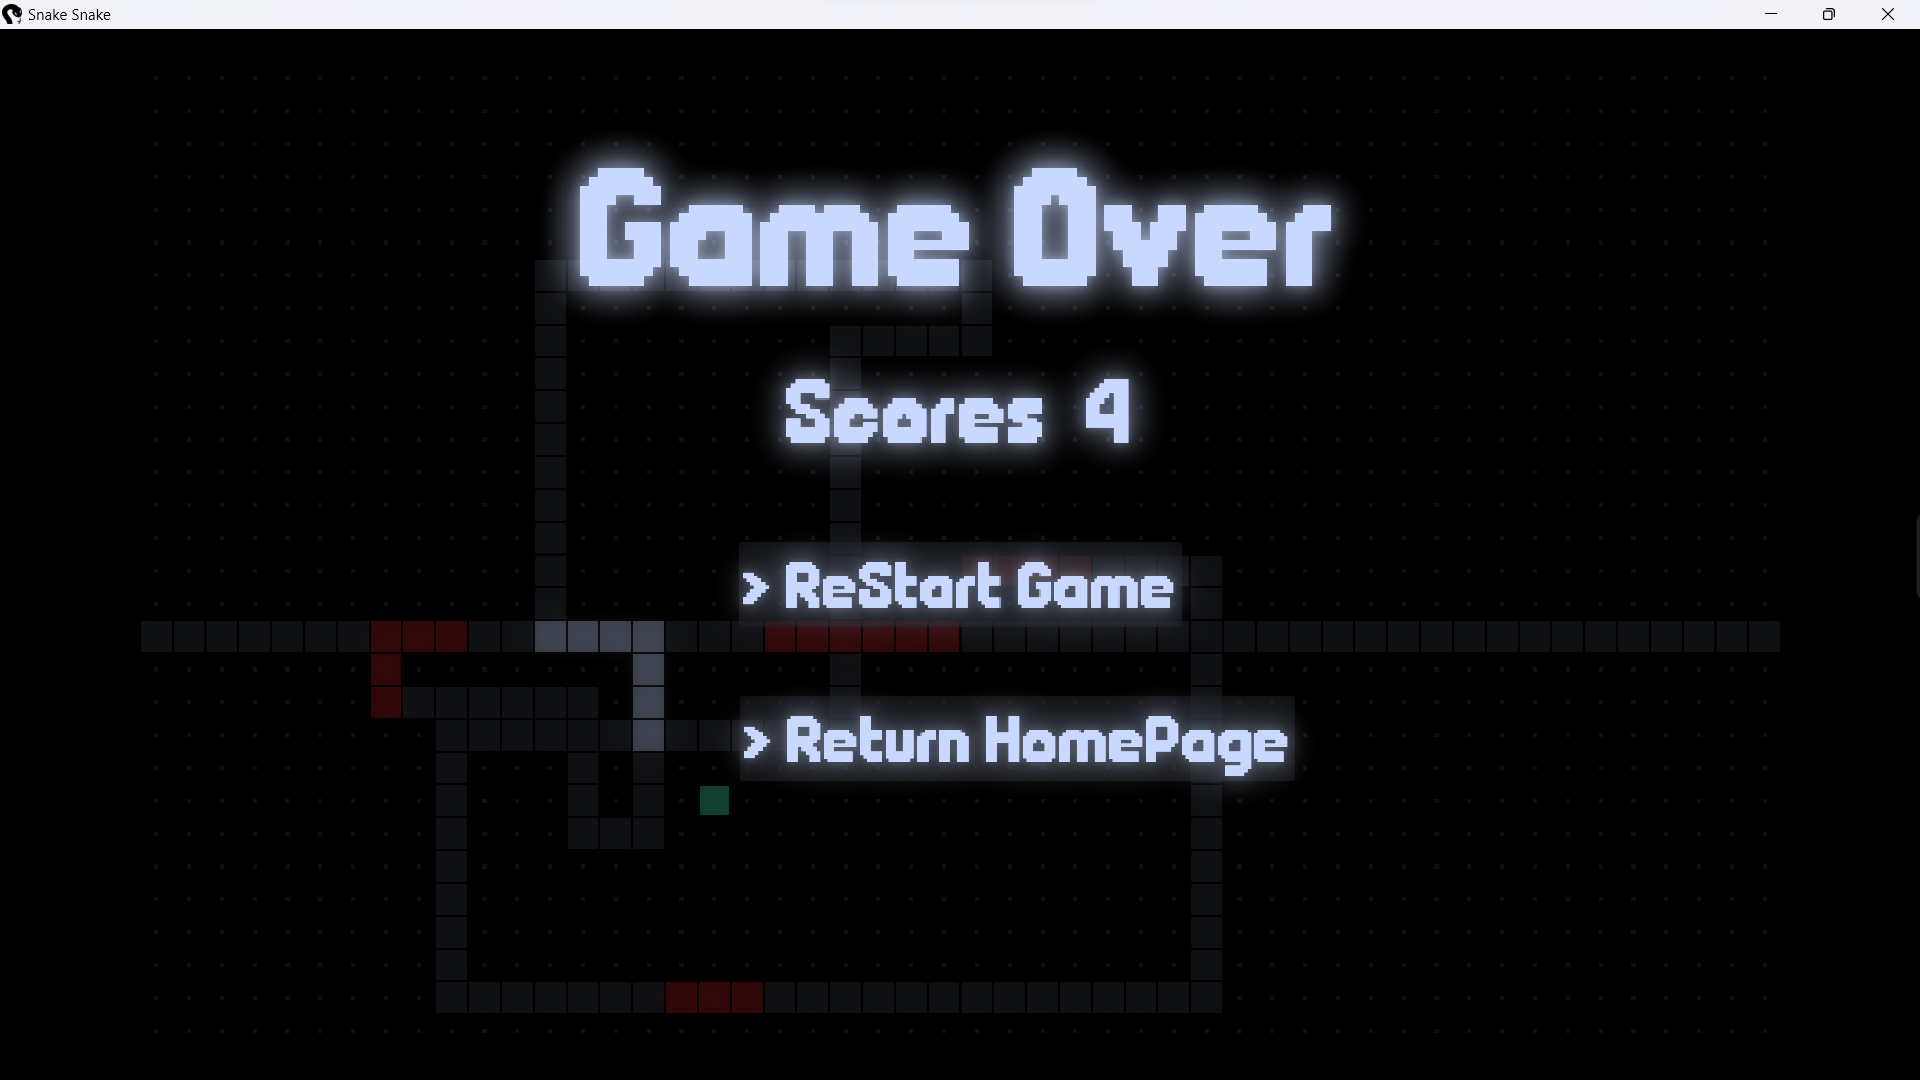 Snake Snake
Game Over
Scores 4
> ReStart Game
> Return HomePage